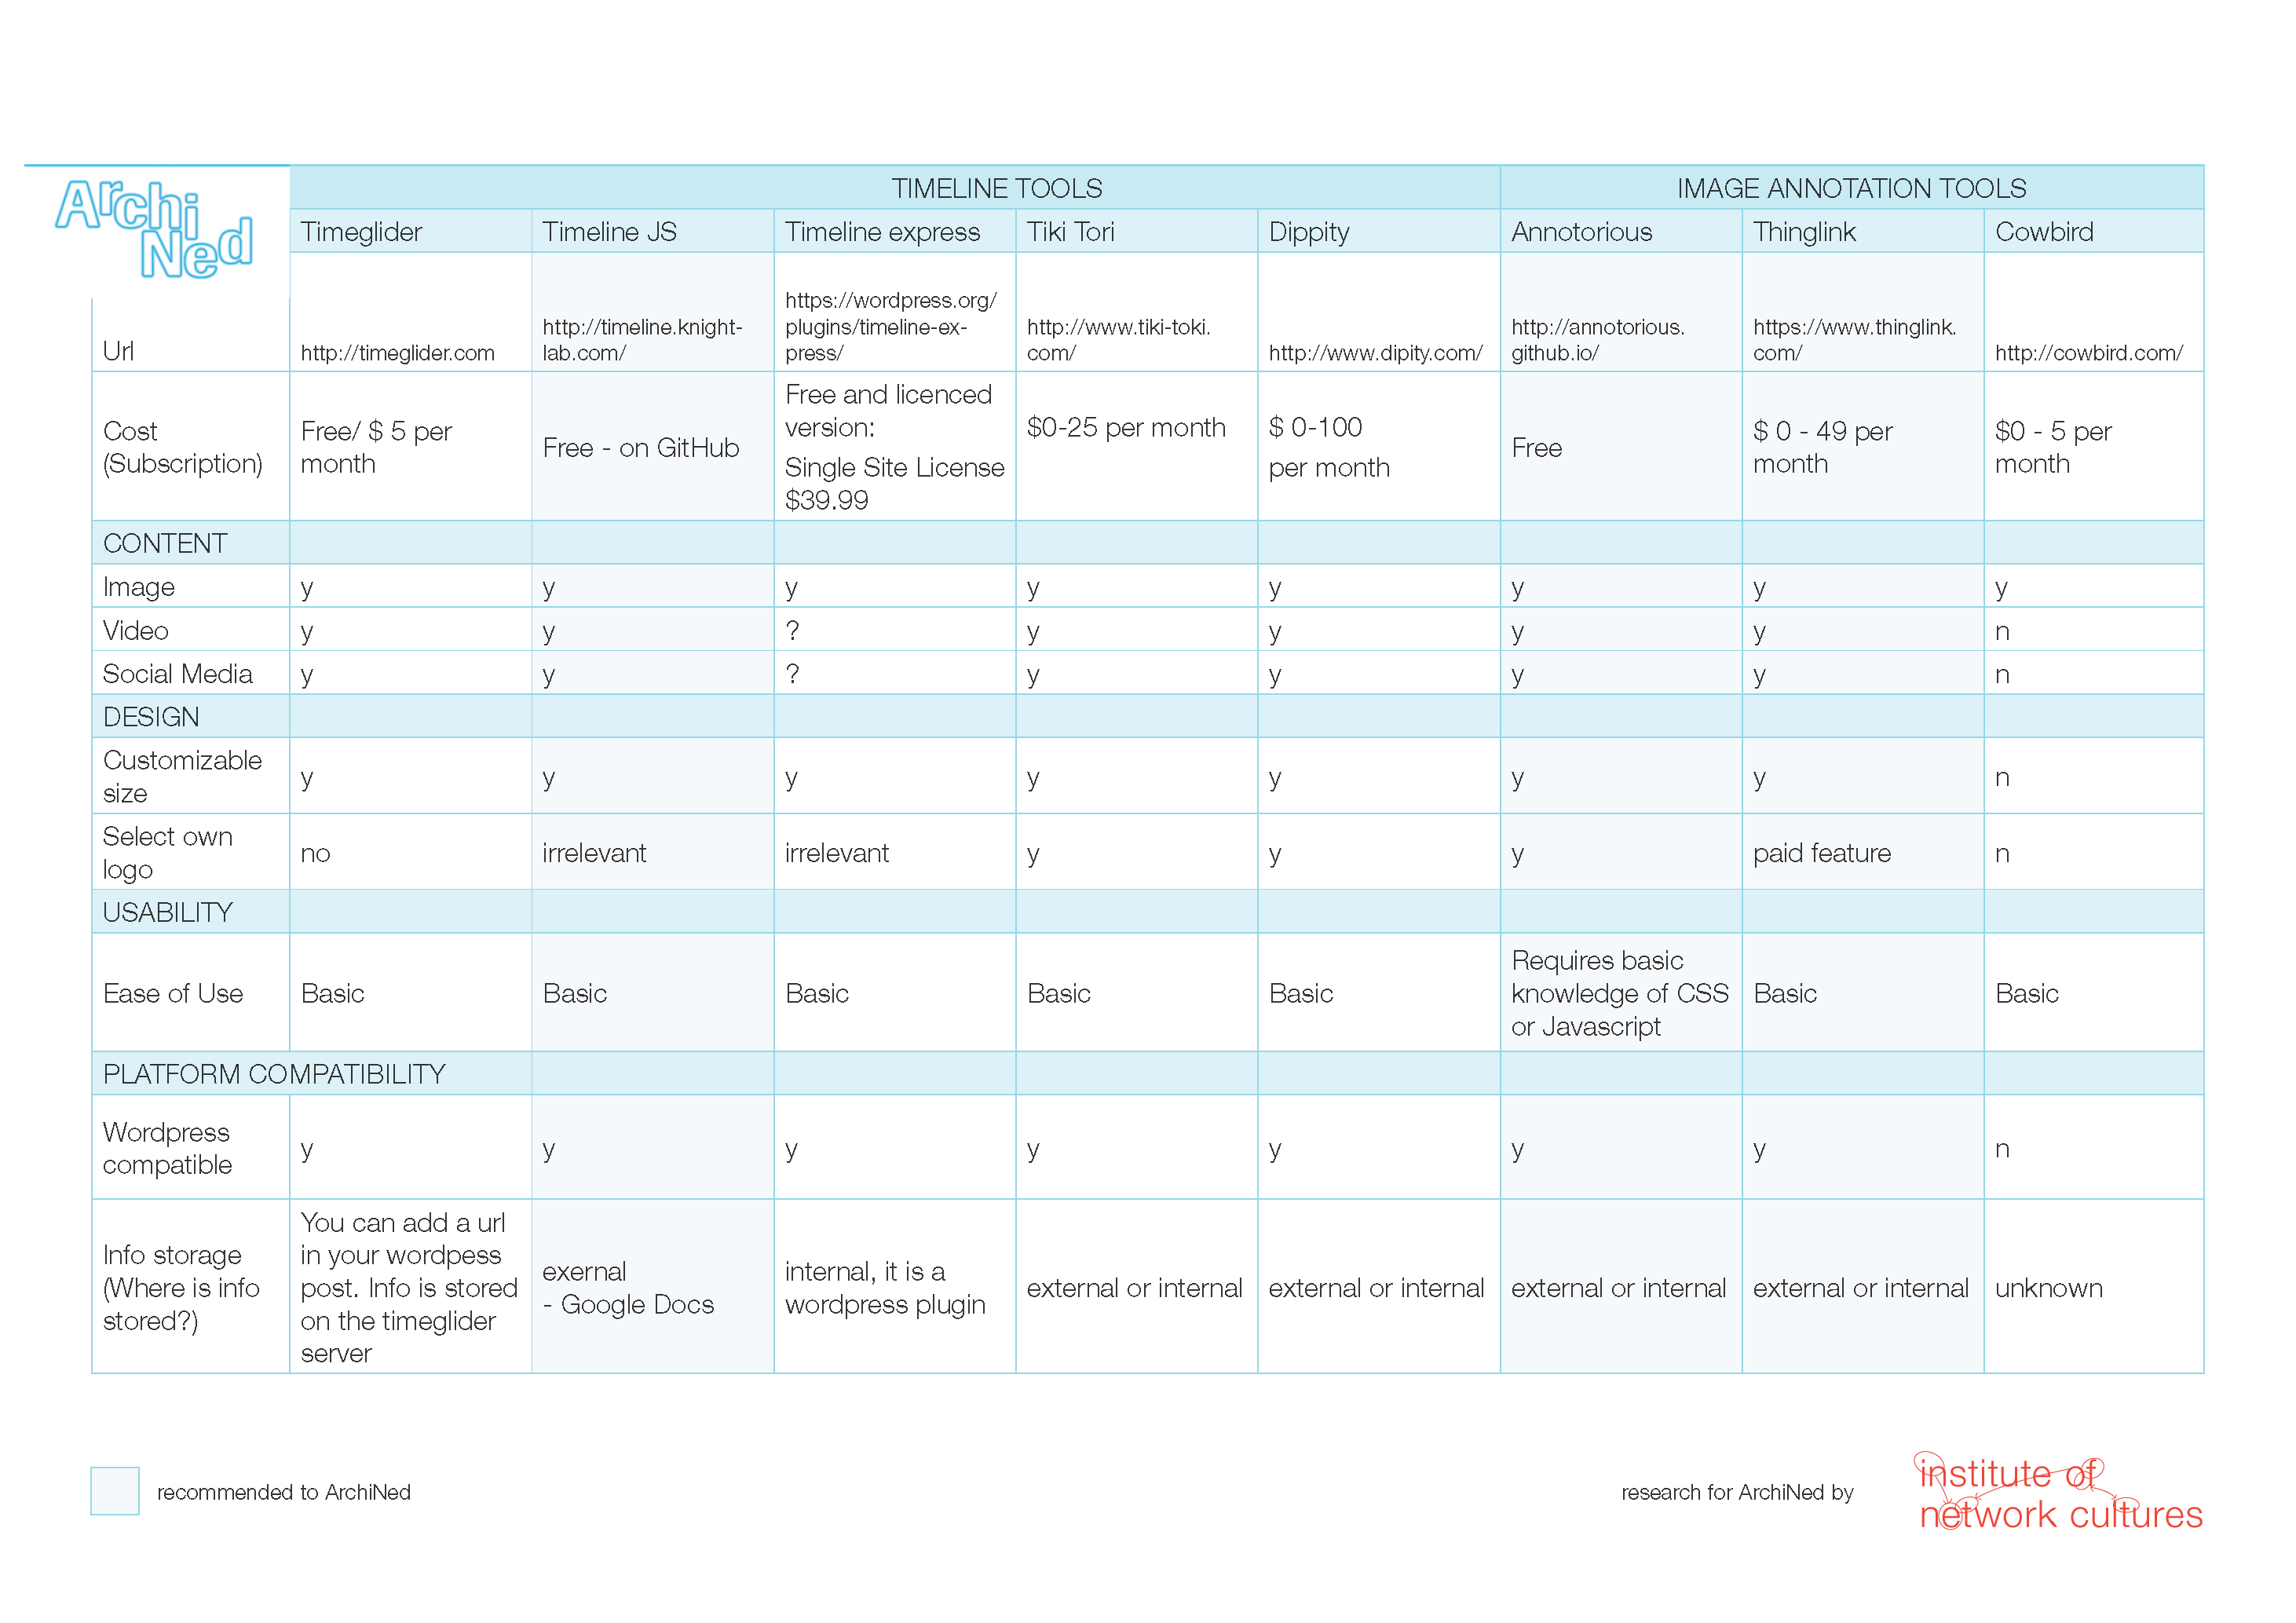 Archi
Ned
TIMELINE TOOLS IMAGE ANNOTATION TOOLS
Timeglider Timeline JS Timeline express Tiki Tori Dippity Annotorious Thinglink Cowbird
Url
http://timeglider.com
http://timeline.knight-
lab.com/
https://wordpress.org/
plugins/timeline-ex-
press/
http://www.tiki-toki.
com/
http://www.dipity.com/
http://annotorious.
github.io/
https://www.thinglink.
com/
http://cowbird.com/
Cost
(Subscription)
Free/ $ 5 per
month
Free - on GitHub
Free and licenced
version:
Single Site License
$39.99
$0-25 per month
$ 0-100
per month
Free
$ 0 - 49 per
month
$0 - 5 per
month
CONTENT
Image y y y y y y y y
Video y y ? y y y y n
Social Media y y ? y y y y n
DESIGN
Customizable
size
y y y y y y y n
Select own
logo
no irrelevant irrelevant y y y paid feature n
USABILITY
Ease of Use
Basic
Basic
Basic
Basic
Basic
Requires basic
knowledge of CSS
or Javascript
Basic
Basic
PLATFORM COMPATIBILITY
Wordpress
compatible
y y y y y y y n
Info storage
(Where is info
stored?)
You can add a url
in your wordpess
post. Info is stored
on the timeglider
server
exernal
- Google Docs
internal, it is a
wordpress plugin
external or internal
external or internal
external or internal
external or internal
unknown
recommended to ArchiNed
research for ArchiNed by
institute of
network cultures